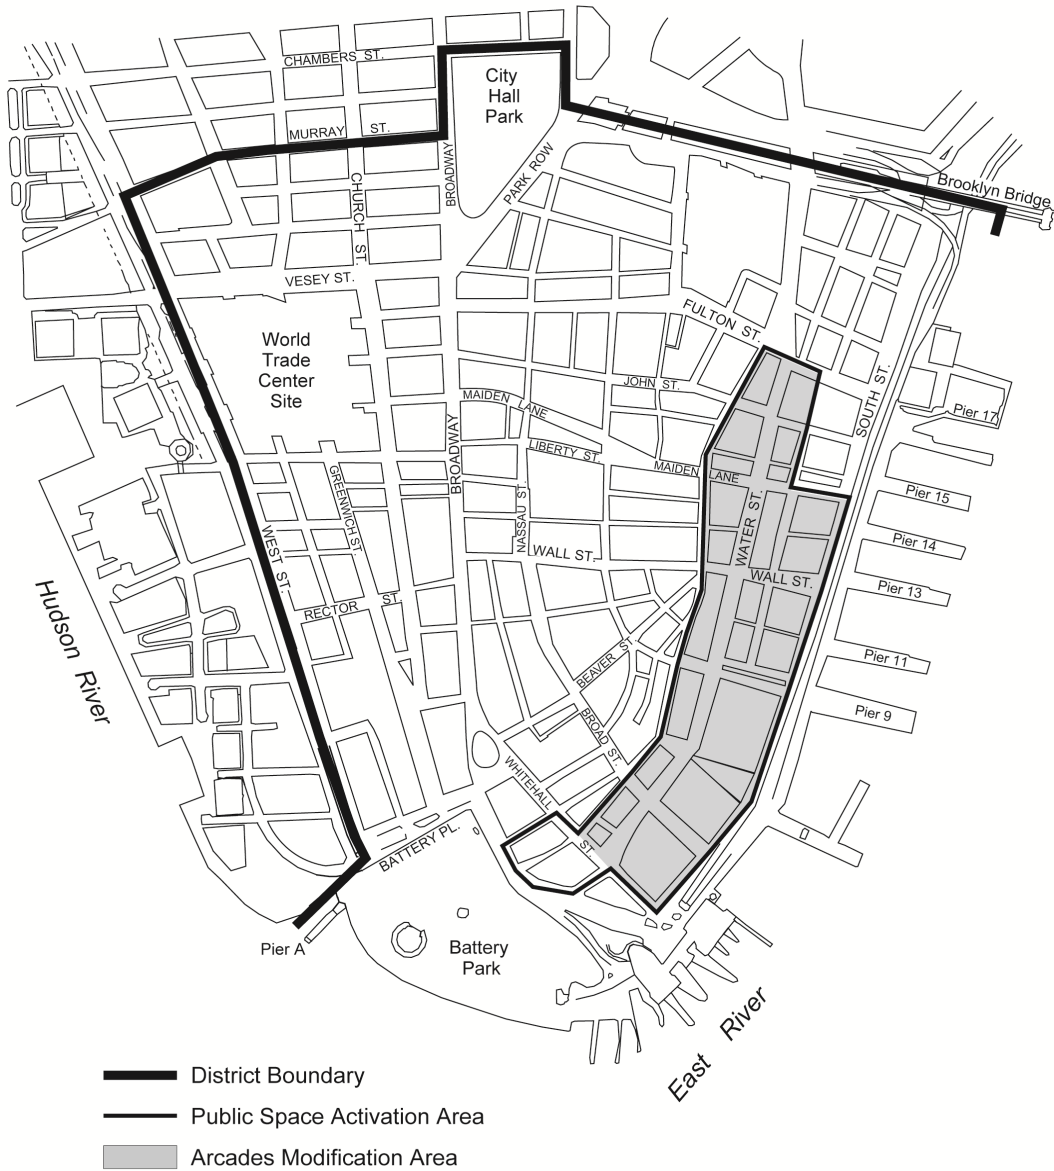 CHAMBERS ST.
City
Hall
Park
MURRAY ST.
BROADWAY
PARK ROW
CHURCH ST.
Brooklyn Bridge
VESEY ST.
World
Trade
Center
Site
FULTON ST.
JOHN ST.
SOUTH ST.
MAIDEN LANE
Pier 17
BROADWAY
LIBERTY ST.
MAIDEN LANE
GREENWICH ST.
NASSAU ST.
Pier 15
WATER ST.
WEST ST.
WALL ST.
Pier 14
WALL ST.
Pier 13
RECTOR ST.
Hudson River
BEAVER ST.
Pier 11
BROAD ST.
Pier 9
WHITEHALL ST.
BATTERY PL.
Pier A
Battery
Park
East River
District Boundary
Public Space Activation Area
Arcades Modification Area